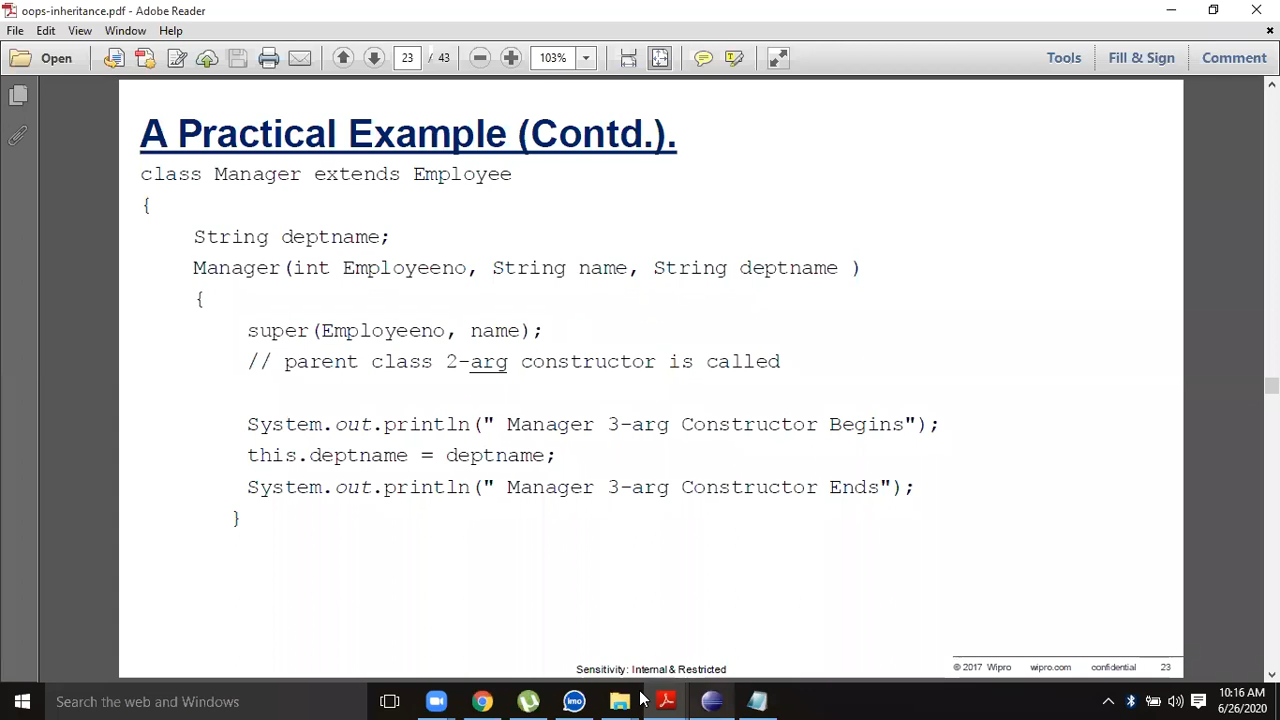 oops-inheritance.pdf - Adobe Reader
File Edit View Window Help
Open 23 / 43 103% Tools Fill & Sign Comment
A Practical Example (Contd.).
class Manager extends Employee
{
String deptname;
Manager(int Employeeno, String name, String deptname )
{
super(Employeeno, name);
// parent class 2-arg constructor is called
System.out.println(" Manager 3-arg Constructor Begins");
this.deptname = deptname;
System.out.println(" Manager 3-arg Constructor Ends");
}
Sensitivity: Internal & Restricted
© 2017 Wipro wipro.com confidential 23
Search the web and Windows
imo
10:16 AM
6/26/2020